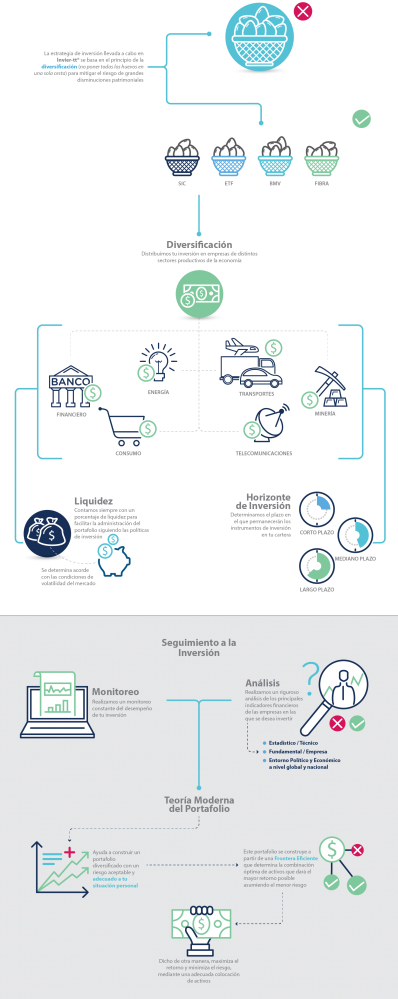 La estrategia de inversión llevada a cabo en
Invier-té® se basa en el principio de la
diversificación (no poner todos los huevos en
una sola cesta) para mitigar el riesgo de grandes
disminuciones patrimoniales
SIC
ETF
BMV
FIBRA
Diversificación
Distribuimos tu inversión en empresas de distintos
sectores productivos de la economía
BANCO
FINANCIERO
ENERGÍA
TRANSPORTES
MINERÍA
CONSUMO
TELECOMUNICACIONES
Liquidez
Contamos siempre con un
porcentaje de liquidez para
facilitar la administración del
portafolio siguiendo las políticas
de inversión
Se determina acorde
con las condiciones de
volatilidad del mercado
Horizonte
de Inversión
Determinamos el plazo en
el que permanecerán los
instrumentos de inversión
en tu cartera
CORTO PLAZO
MEDIANO PLAZO
LARGO PLAZO
Seguimiento a la
Inversión
Monitoreo
Realizamos un monitoreo
constante del desempeño
de tu inversión
Análisis
Realizamos un riguroso
análisis de los principales
indicadores financieros
de las empresas en las
que se desea invertir
Estadístico / Técnico
Fundamental / Empresa
Entorno Político y Económico
a nivel global y nacional
Teoría Moderna
del Portafolio
Ayuda a construir un
portafolio
diversificado con un
riesgo aceptable y
adecuado a tu
situación personal
Este portafolio se construye a
partir de una Frontera Eficiente
que determina la combinación
óptima de activos que dará el
mayor retorno posible
asumiendo el menor riesgo
Dicho de otra manera, maximiza el
retorno y minimiza el riesgo,
mediante una adecuada colocación
de activos